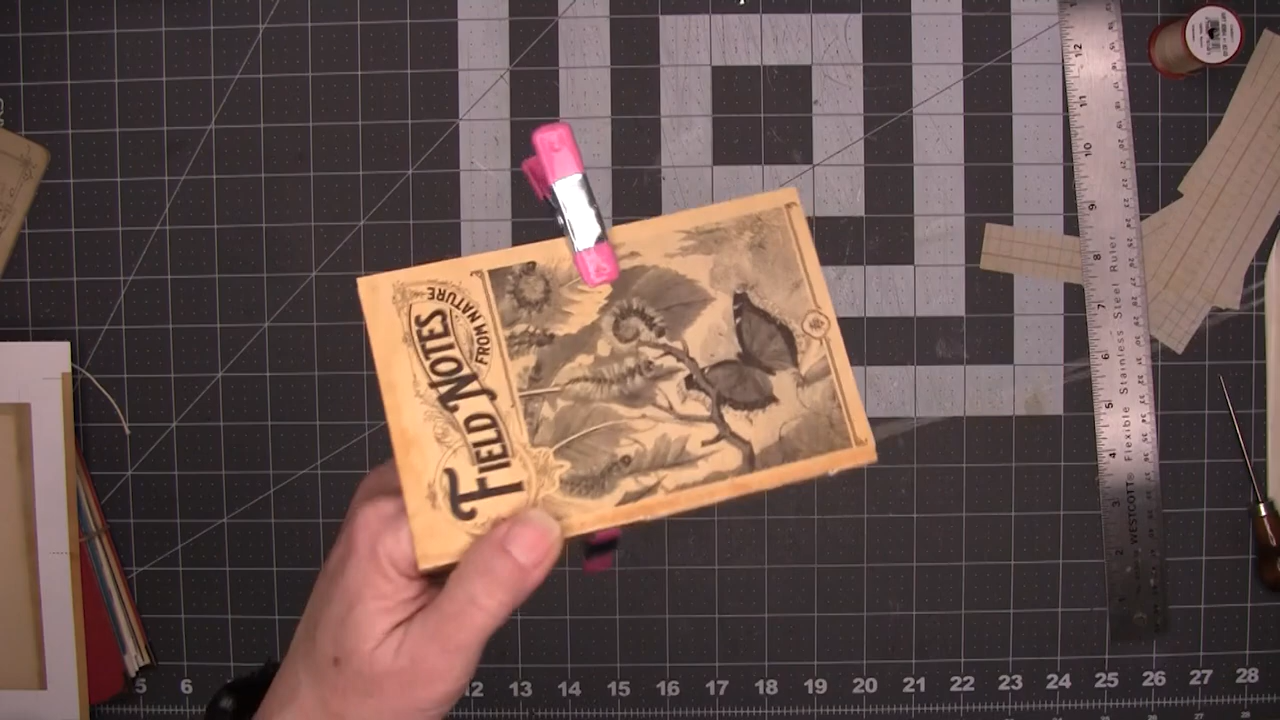 FIELD NOTES
FROM NATURE
WESTCOTT® Flexible Stainless Steel Ruler
12
11
10
9
8
7
6
5
4
3
2
5 6 12 13 14 15 16 17 18 19 20 21 22 23 24 25 26 27 28